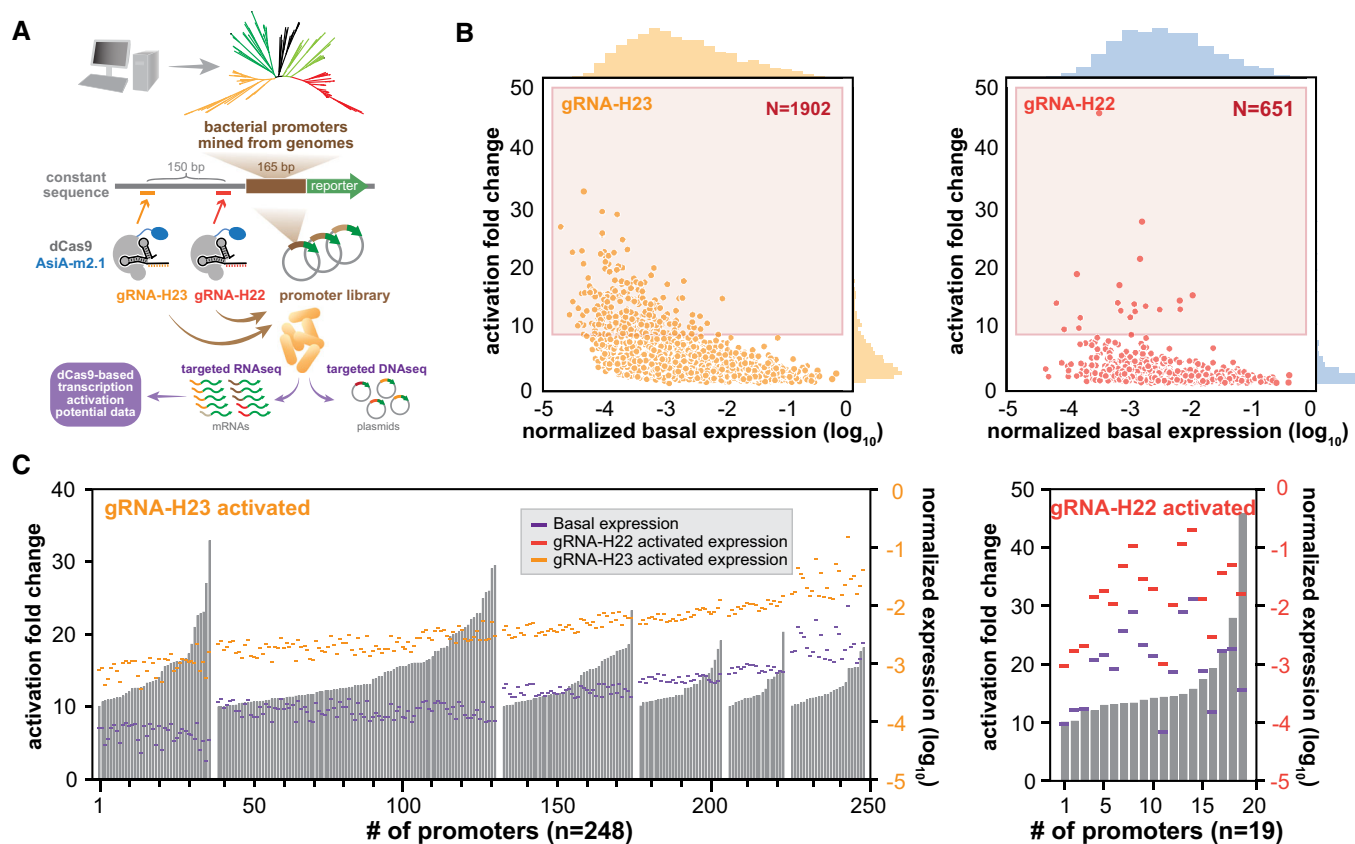 A
bacterial promoters
mined from genomes
150 bp
165 bp
constant
sequence
reporter
dCas9
AsiA-m2.1
gRNA-H23
gRNA-H22
promoter library
targeted RNAseq
targeted DNAseq
dCas9-based
transcription
activation
potential data
mRNAs
plasmids
B
activation fold change
50
40
30
20
10
0
gRNA-H23
N=1902
-5
-4
-3
-2
-1
0
normalized basal expression (log10)
activation fold change
50
40
30
20
10
0
gRNA-H22
N=651
-5
-4
-3
-2
-1
0
normalized basal expression (log10)
C
activation fold change
40
30
20
10
0
gRNA-H23 activated
Basal expression
gRNA-H22 activated expression
gRNA-H23 activated expression
0
-1
-2
-3
-4
-5
normalized expression (log10)
1
50
100
150
200
250
# of promoters (n=248)
activation fold change
50
40
30
20
10
0
gRNA-H22 activated
0
-1
-2
-3
-4
-5
normalized expression (log10)
1
5
10
15
20
# of promoters (n=19)